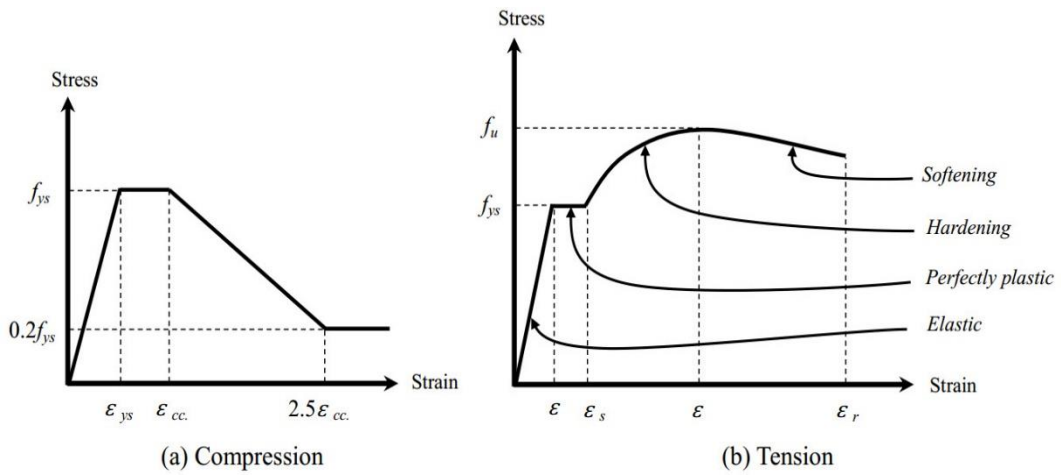 Stress
f_ys
0.2f_ys
Strain
ε_ys ε_cc. 2.5ε_cc.
(a) Compression
Stress
f_u
f_ys
Softening
Hardening
Perfectly plastic
Elastic
Strain
ε ε_s ε ε_r
(b) Tension